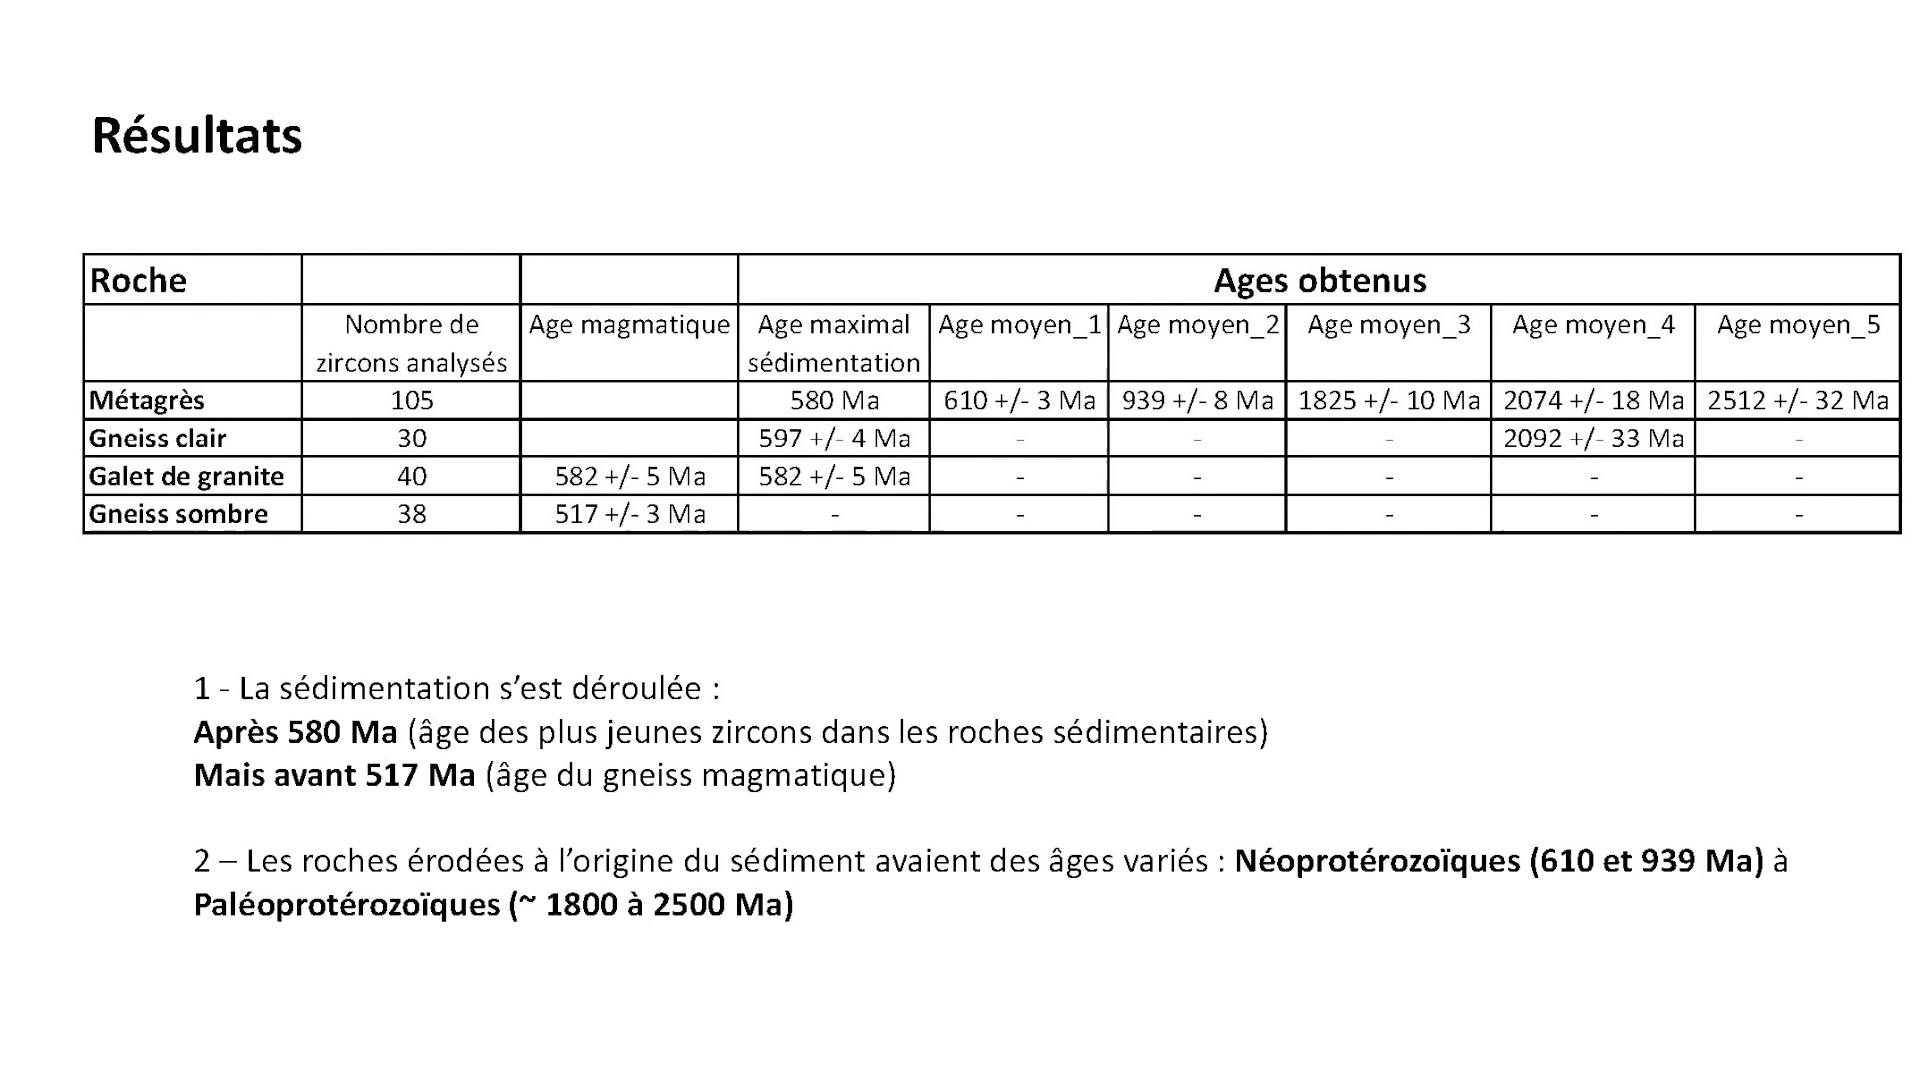 Résultats
Roche Ages obtenus
Nombre de zircons analysés Age magmatique Age maximal sédimentation Age moyen_1 Age moyen_2 Age moyen_3 Age moyen_4 Age moyen_5
Métagrès 105 580 Ma 610 +/- 3 Ma 939 +/- 8 Ma 1825 +/- 10 Ma 2074 +/- 18 Ma 2512 +/- 32 Ma
Gneiss clair 30 597 +/- 4 Ma - - - 2092 +/- 33 Ma -
Galet de granite 40 582 +/- 5 Ma 582 +/- 5 Ma - - - - -
Gneiss sombre 38 517 +/- 3 Ma - - - - - -
1 - La sédimentation s’est déroulée :
Après 580 Ma (âge des plus jeunes zircons dans les roches sédimentaires)
Mais avant 517 Ma (âge du gneiss magmatique)
2 – Les roches érodées à l’origine du sédiment avaient des âges variés : Néoprotérozoïques (610 et 939 Ma) à
Paléoprotérozoïques (~ 1800 à 2500 Ma)